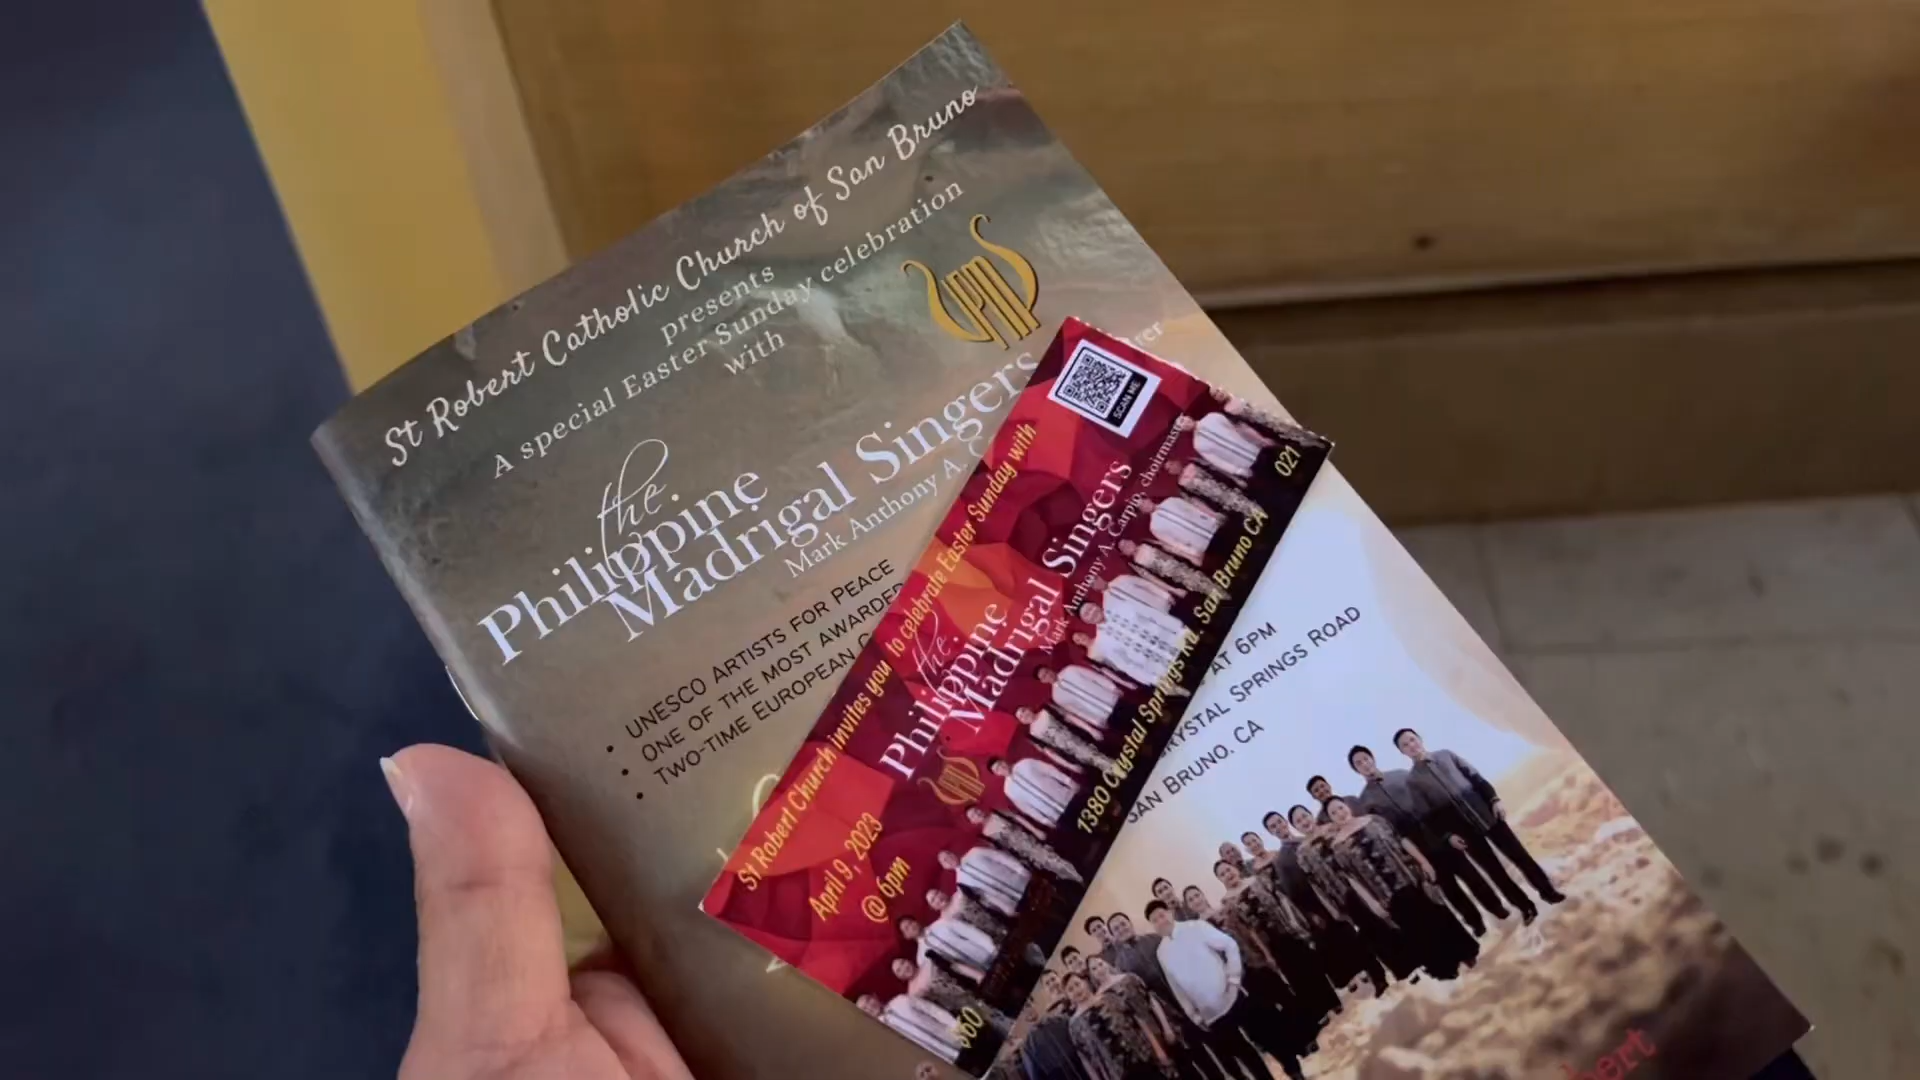 St Robert Catholic Church of San Bruno
presents
A special Easter Sunday celebration
with
the
Philippine
Madrigal Singers
Mark Anthony A.
• UNESCO ARTISTS FOR PEACE
• ONE OF THE MOST AWARDED
• TWO-TIME EUROPEAN
AT 6PM
CRYSTAL SPRINGS ROAD
SAN BRUNO, CA
SCAN ME
St Robert Church invites you to celebrate Easter Sunday with
the
Philippine
Madrigal Singers
Mark Anthony A. Carpio, choirmaster
April 9, 2023
@ 6pm
1380 Crystal Springs Rd. San Bruno CA
$60
021